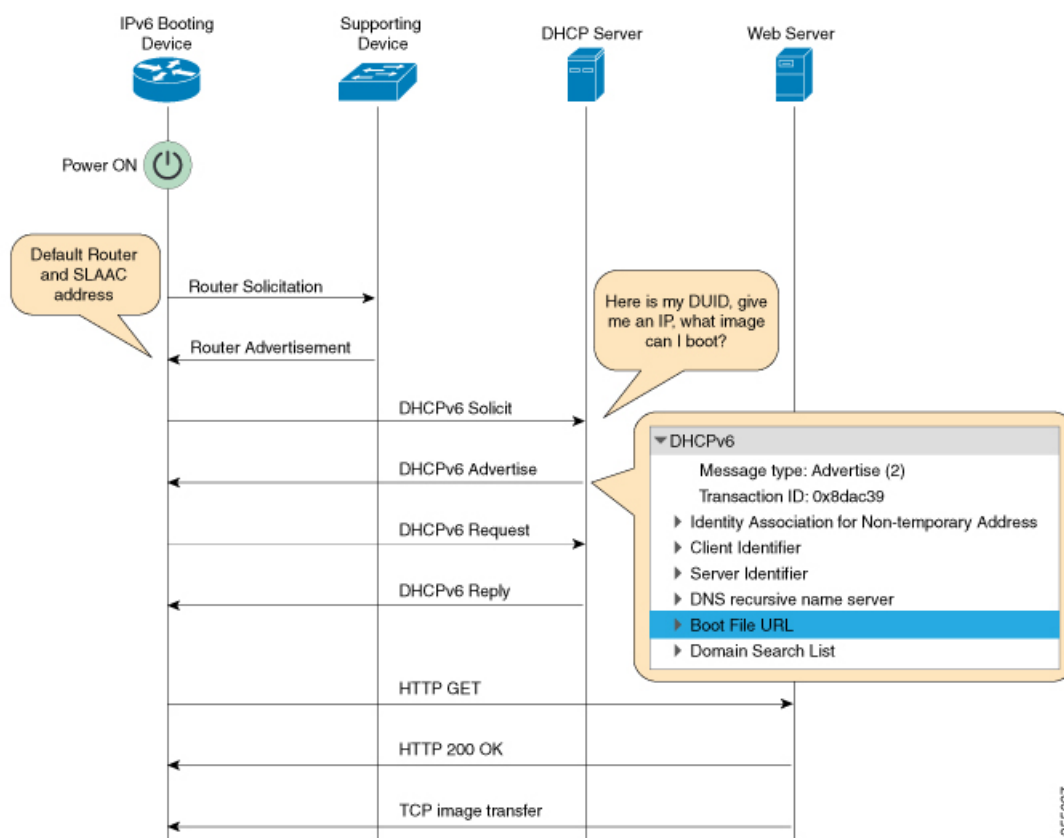 IPv6 Booting
Device
Supporting
Device
DHCP Server
Web Server
Power ON
Default Router
and SLAAC
address
Router Solicitation
Here is my DUID, give
me an IP, what image
can I boot?
Router Advertisement
DHCPv6 Solicit
DHCPv6 Advertise
DHCPv6
Message type: Advertise (2)
Transaction ID: 0x8dac39
Identity Association for Non-temporary Address
Client Identifier
Server Identifier
DNS recursive name server
Boot File URL
Domain Search List
DHCPv6 Request
DHCPv6 Reply
HTTP GET
HTTP 200 OK
TCP image transfer